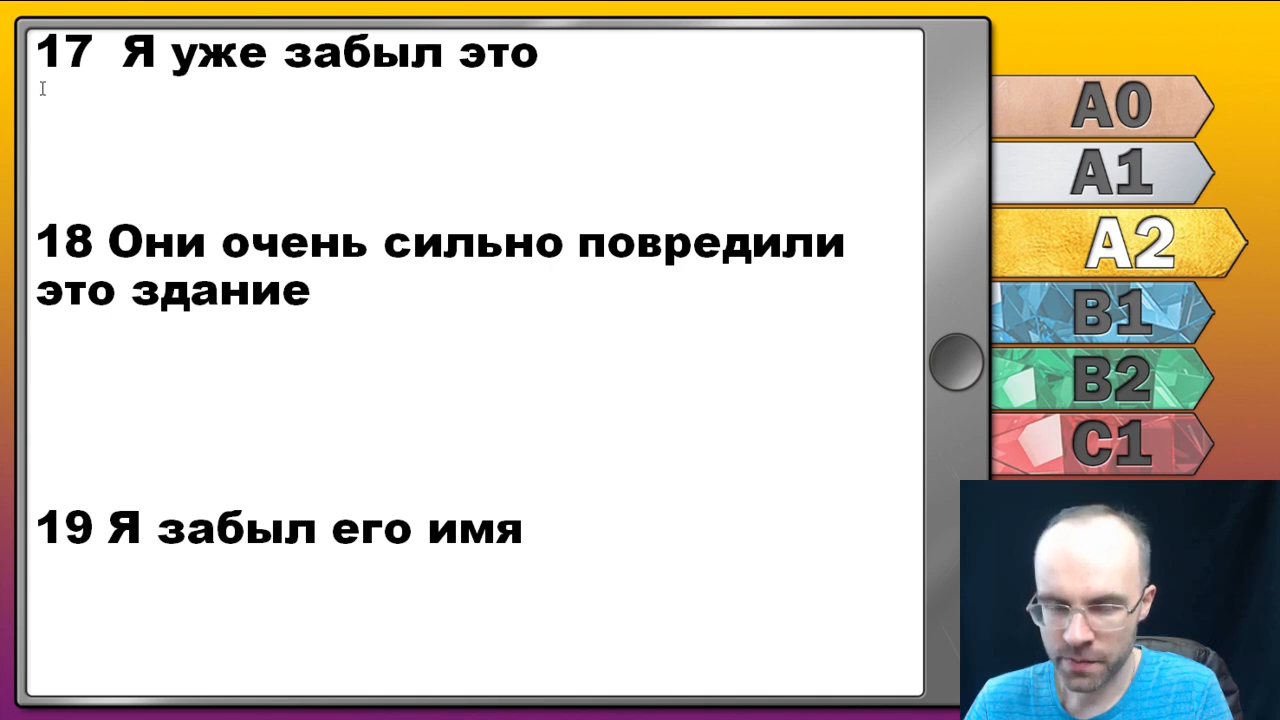 17 Я уже забыл это
18 Они очень сильно повредили
это здание
19 Я забыл его имя
A0
A1
A2
B1
B2
C1